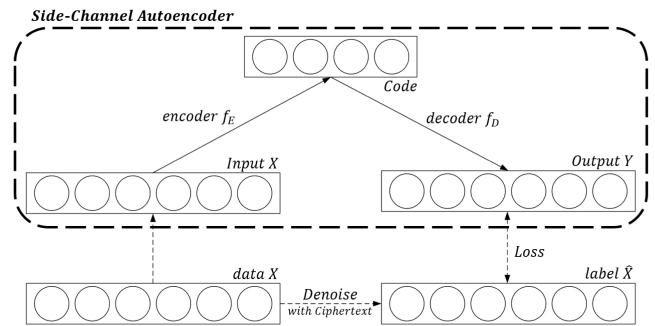 Side-Channel Autoencoder
Code
encoder f_E
decoder f_D
Input X
Output Y
Loss
data X
Denoise
with Ciphertext
label X̂